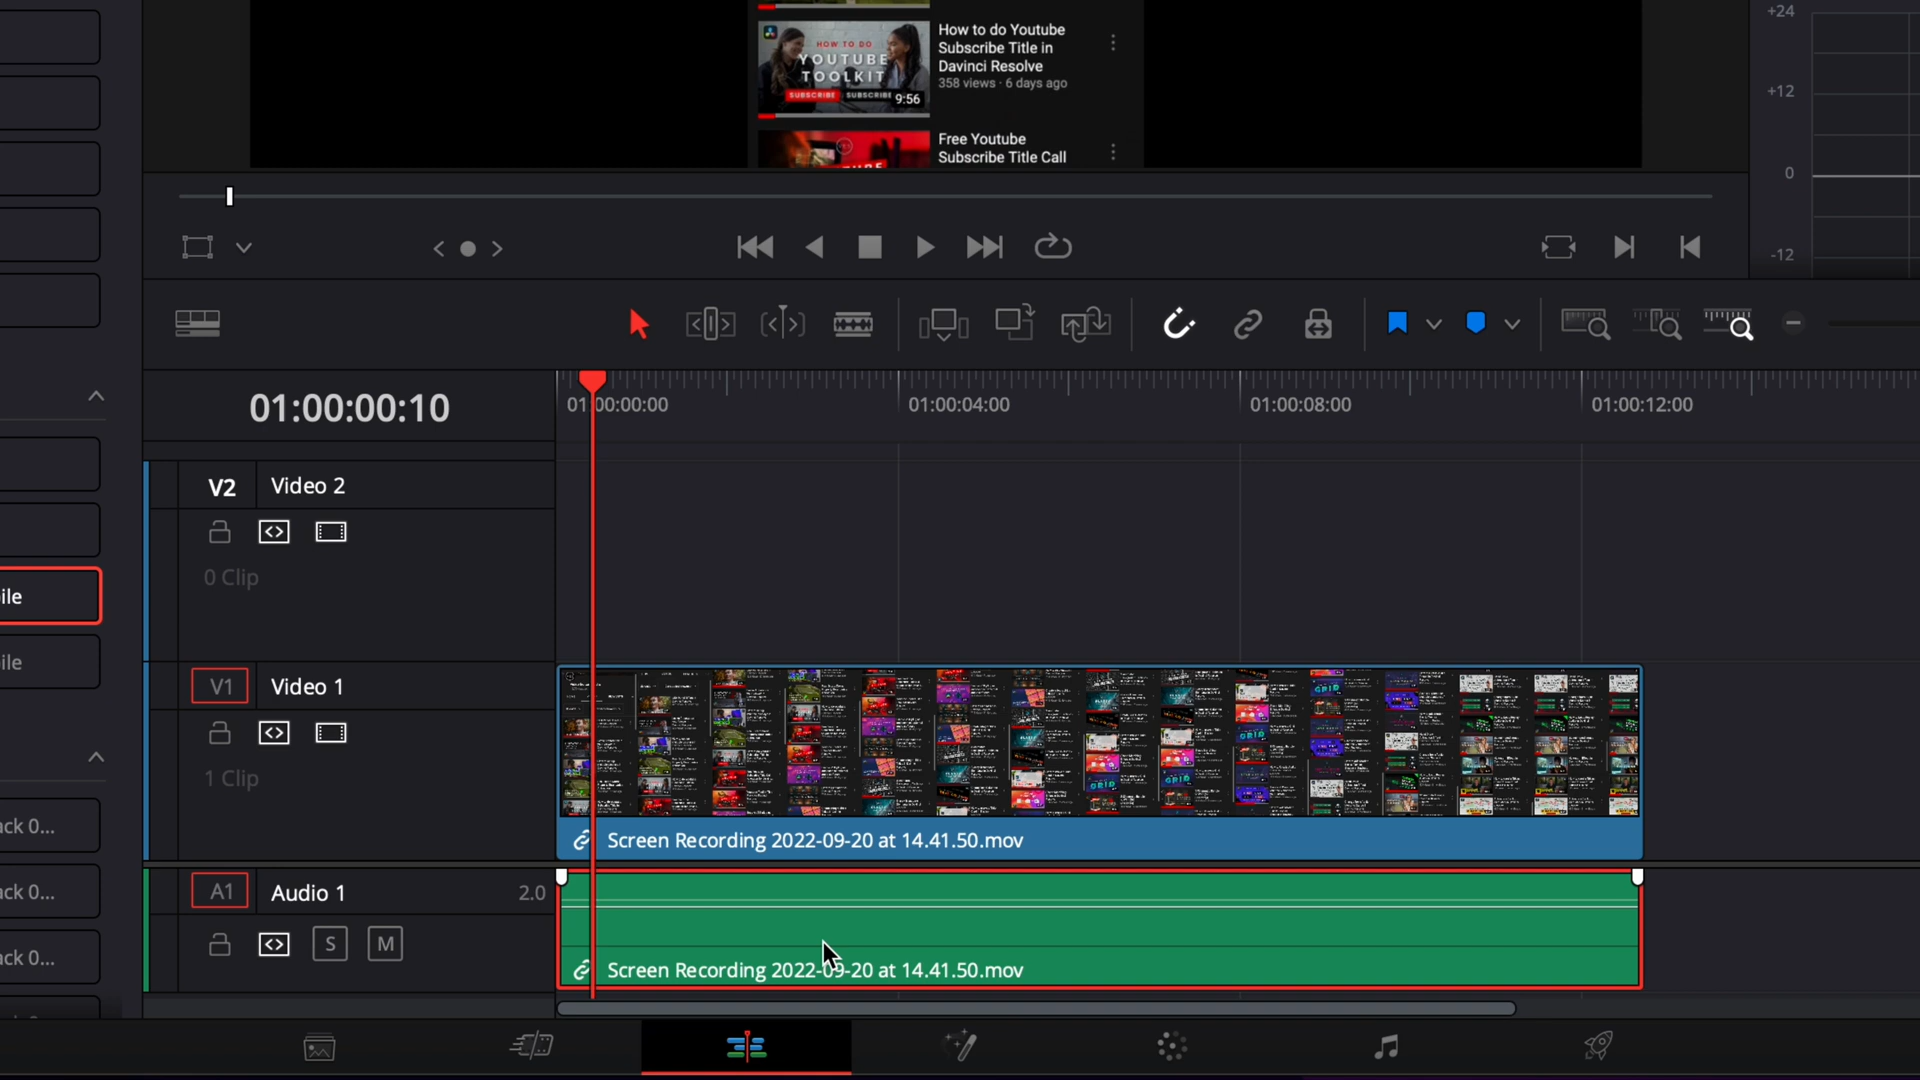 +24
How to do Youtube
Subscribe Title in
Davinci Resolve
358 views · 6 days ago
HOW TO DO
YOUTUBE
TOOLKIT
SUBSCRIBE SUBSCRIBE
9:56
+12
Free Youtube
Subscribe Title Call
0
-12
01:00:00:10
01:00:00:00
01:00:04:00
01:00:08:00
01:00:12:00
V2 Video 2
0 Clip
ile
ile
V1 Video 1
1 Clip
ack 0...
Screen Recording 2022-09-20 at 14.41.50.mov
A1 Audio 1 2.0
ack 0...
S M
ack 0...
Screen Recording 2022-09-20 at 14.41.50.mov